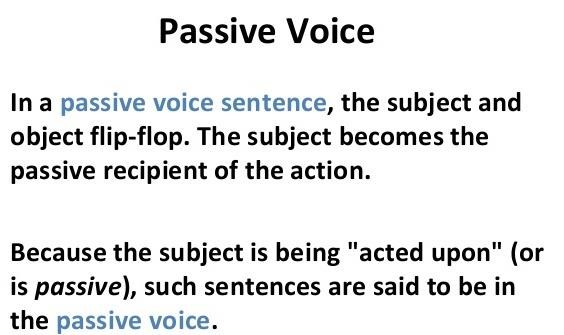 Passive Voice
In a passive voice sentence, the subject and
object flip-flop. The subject becomes the
passive recipient of the action.
Because the subject is being "acted upon" (or
is passive), such sentences are said to be in
the passive voice.